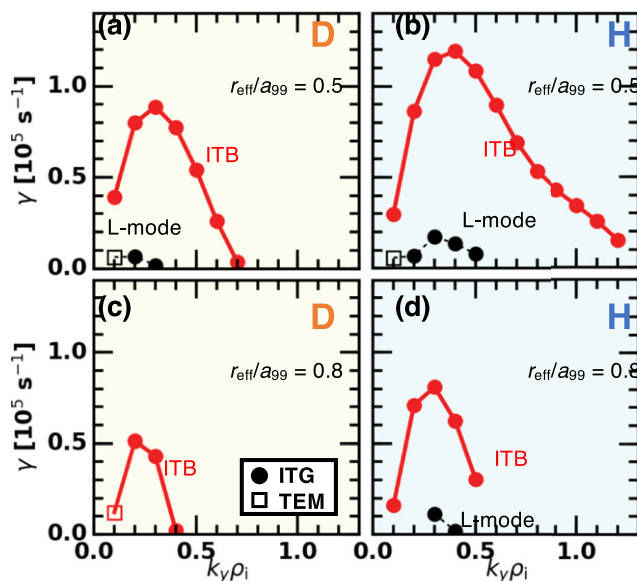 (a) D
r_eff/a_99 = 0.5
ITB
L-mode
γ [10^5 s^−1]
1.0
0.5
0.0
(b) H
r_eff/a_99 = 0.5
ITB
L-mode
(c) D
r_eff/a_99 = 0.8
ITB
ITG
TEM
γ [10^5 s^−1]
1.0
0.5
0.0
0.0 0.5 1.0
k_yρ_i
(d) H
r_eff/a_99 = 0.8
ITB
L-mode
0.0 0.5 1.0
k_yρ_i